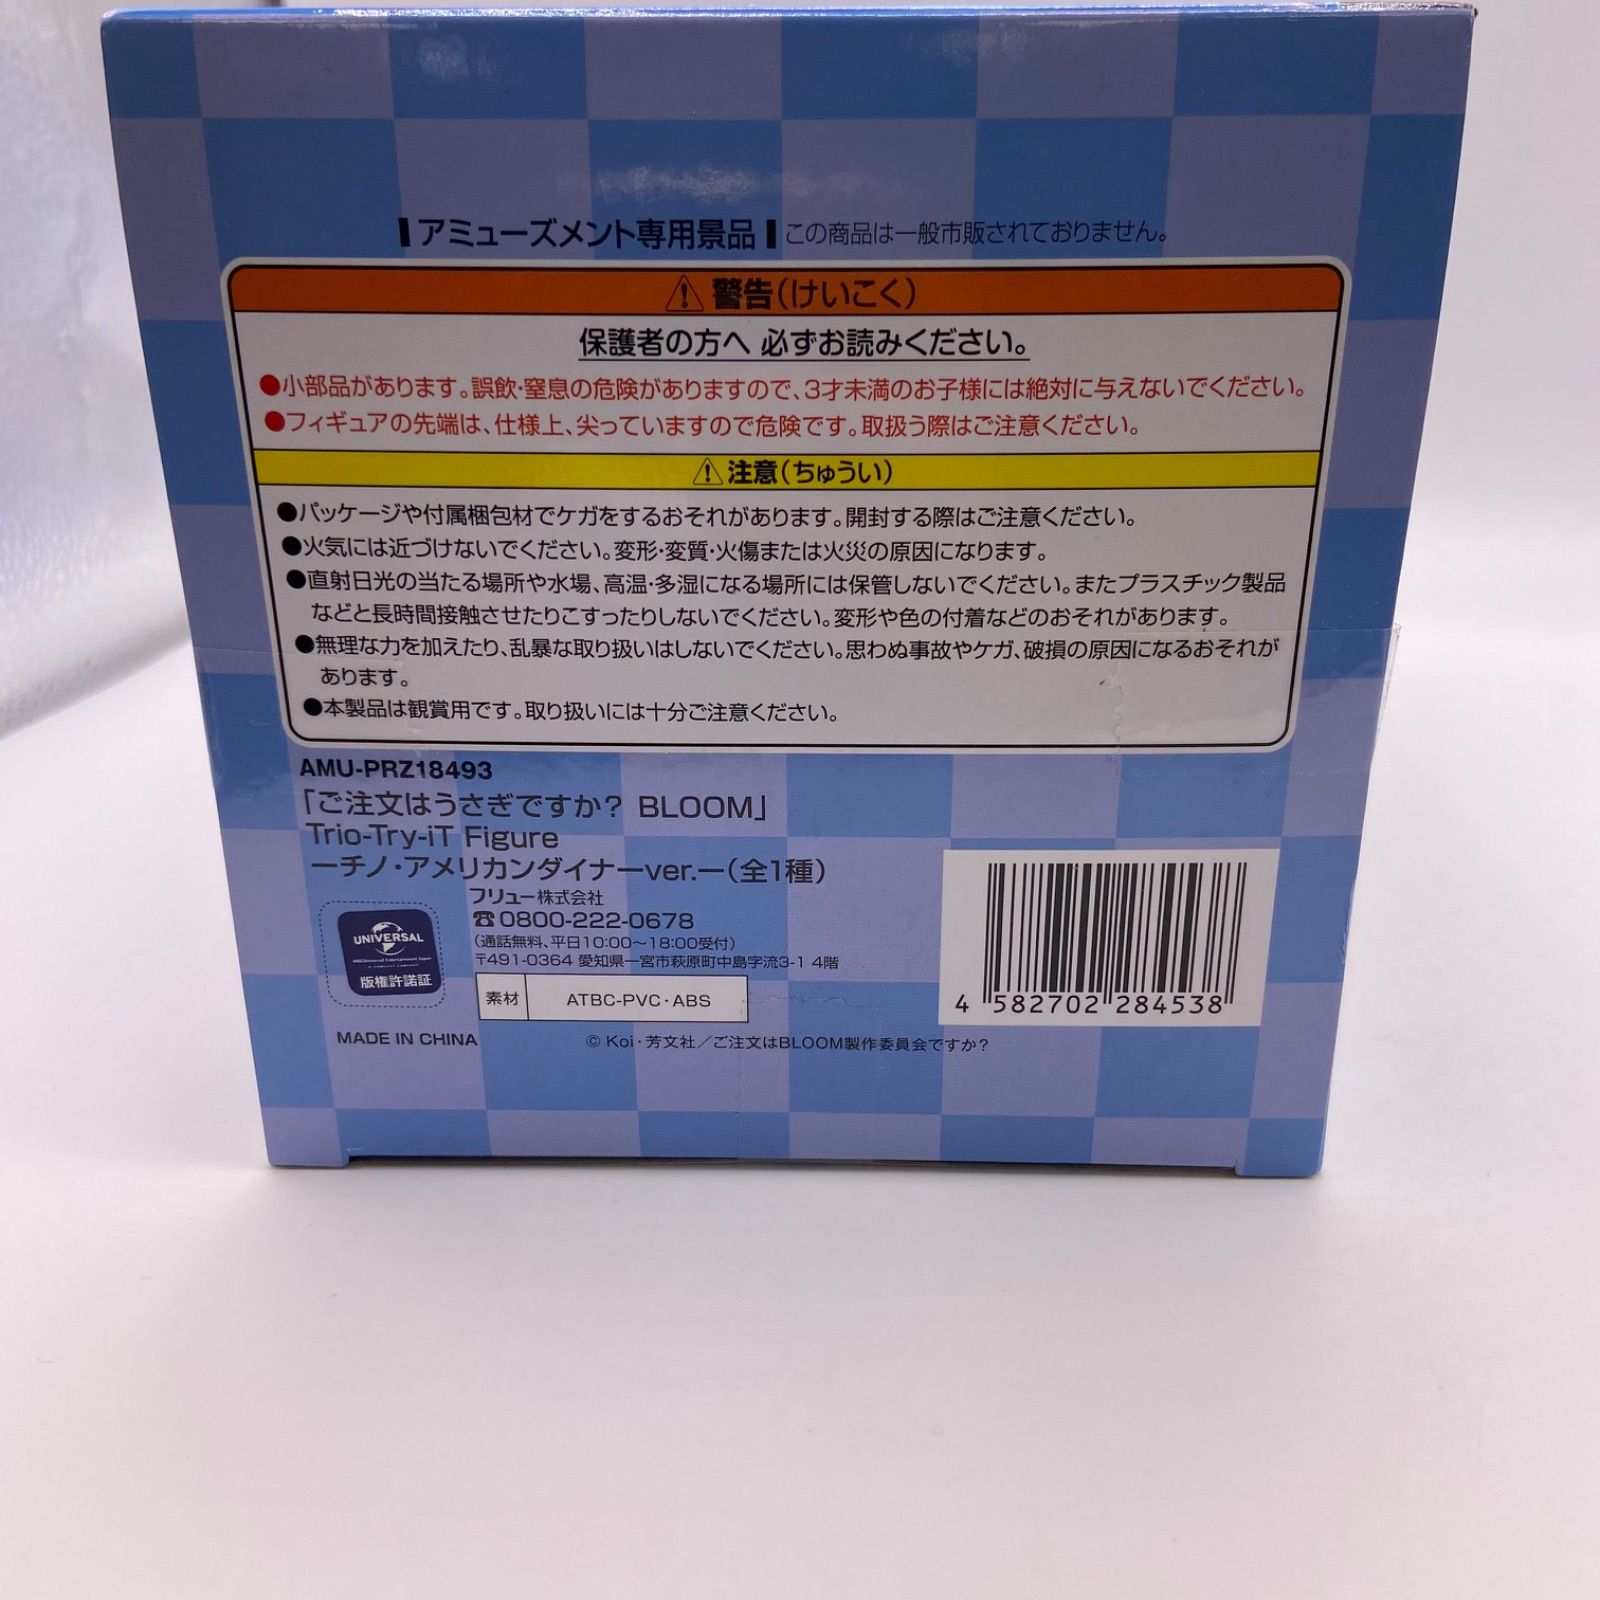 アミューズメント専用景品 この商品は一般市販されておりません。
警告(けいこく)
保護者の方へ 必ずお読みください。
●小部品があります。誤飲・窒息の危険がありますので、3才未満のお子様には絶対に与えないでください。
●フィギュアの先端は、仕様上、尖っていますので危険です。取扱う際はご注意ください。
注意(ちゅうい)
●パッケージや付属梱包材でケガをするおそれがあります。開封する際はご注意ください。
●火気には近づけないでください。変形・変質・火傷または火災の原因になります。
●直射日光の当たる場所や水場、高温・多湿になる場所には保管しないでください。またプラスチック製品
などと長時間接触させたりこすったりしないでください。変形や色の付着などのおそれがあります。
●無理な力を加えたり、乱暴な取り扱いはしないでください。思わぬ事故やケガ、破損の原因になるおそれが
あります。
●本製品は観賞用です。取り扱いには十分ご注意ください。
AMU-PRZ18493
「ご注文はうさぎですか? BLOOM」
Trio-Try-iT Figure
ーチノ・アメリカンダイナーver.ー(全1種)
フリュー株式会社
☎0800-222-0678
(通話無料、平日10:00～18:00受付)
〒491-0364 愛知県一宮市萩原町中島字流3-1 4階
UNIVERSAL
版権許諾証
素材 ATBC-PVC・ABS
4 582702 284538
MADE IN CHINA
© Koi・芳文社／ご注文はBLOOM製作委員会ですか?